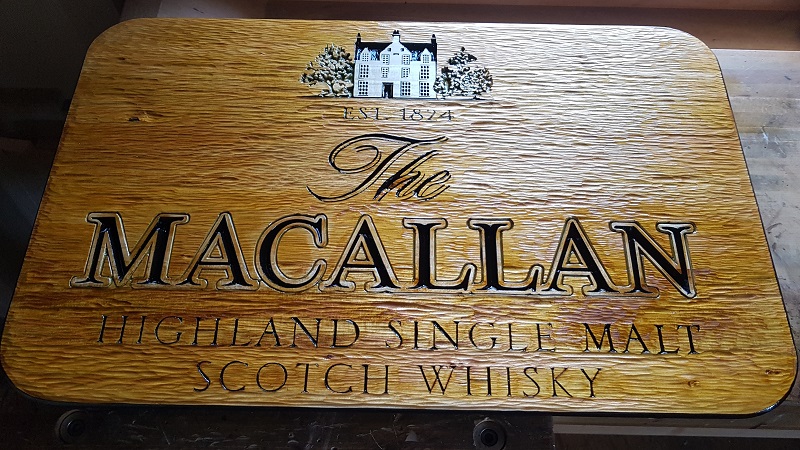 EST. 1824
The
MACALLAN
HIGHLAND SINGLE MALT
SCOTCH WHISKY